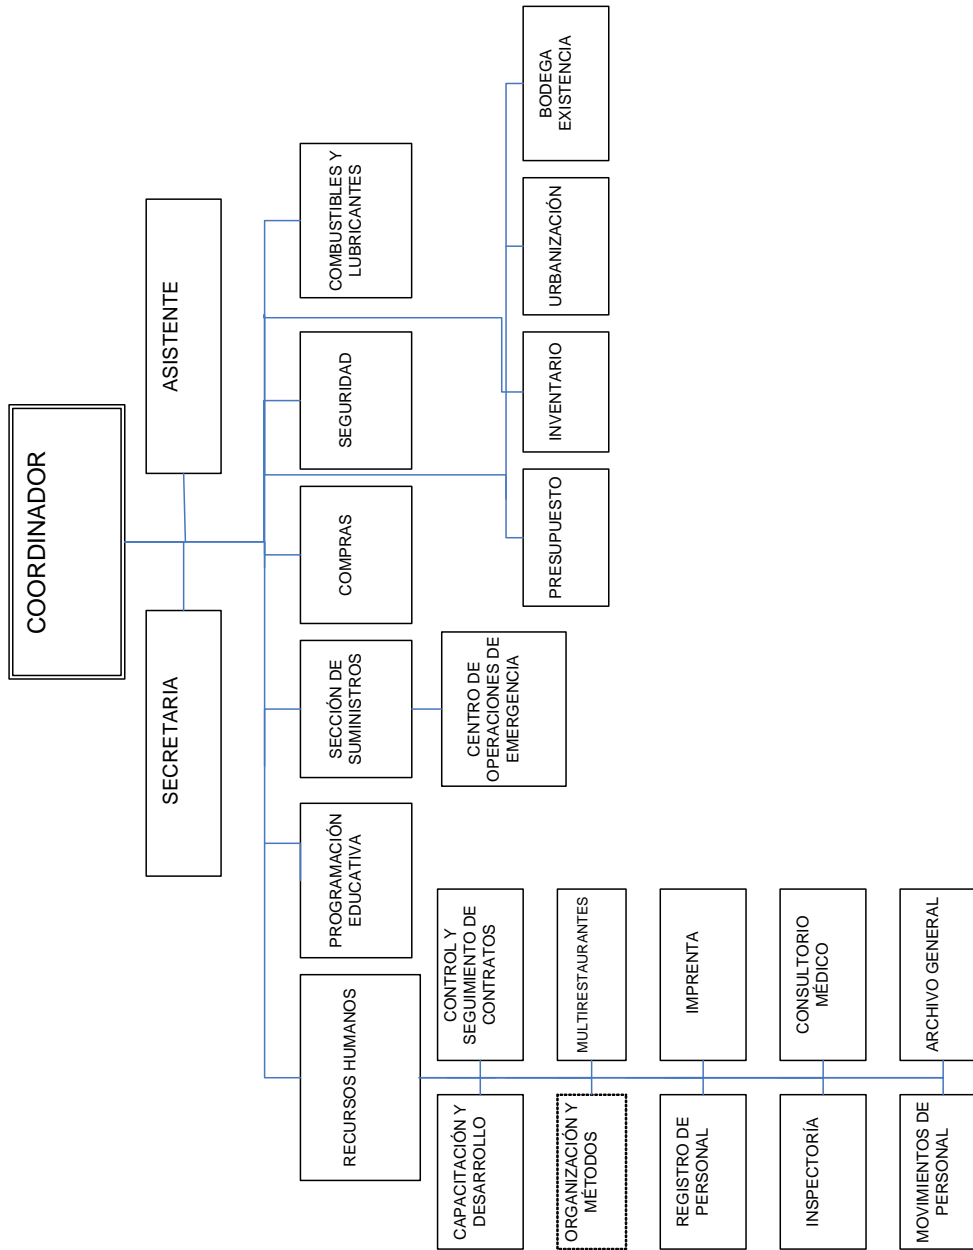 COORDINADOR
SECRETARIA
ASISTENTE
RECURSOS HUMANOS
PROGRAMACIÓN
EDUCATIVA
SECCIÓN DE
SUMINISTROS
COMPRAS
SEGURIDAD
COMBUSTIBLES Y
LUBRICANTES
CAPACITACIÓN Y
DESARROLLO
CONTROL Y
SEGUIMIENTO DE
CONTRATOS
CENTRO DE
OPERACIONES DE
EMERGENCIA
PRESUPUESTO
INVENTARIO
URBANIZACIÓN
BODEGA
EXISTENCIA
ORGANIZACIÓN Y
MÉTODOS
MULTIRESTAURANTES
REGISTRO DE
PERSONAL
IMPRENTA
INSPECTORÍA
CONSULTORIO
MÉDICO
MOVIMIENTOS DE
PERSONAL
ARCHIVO GENERAL